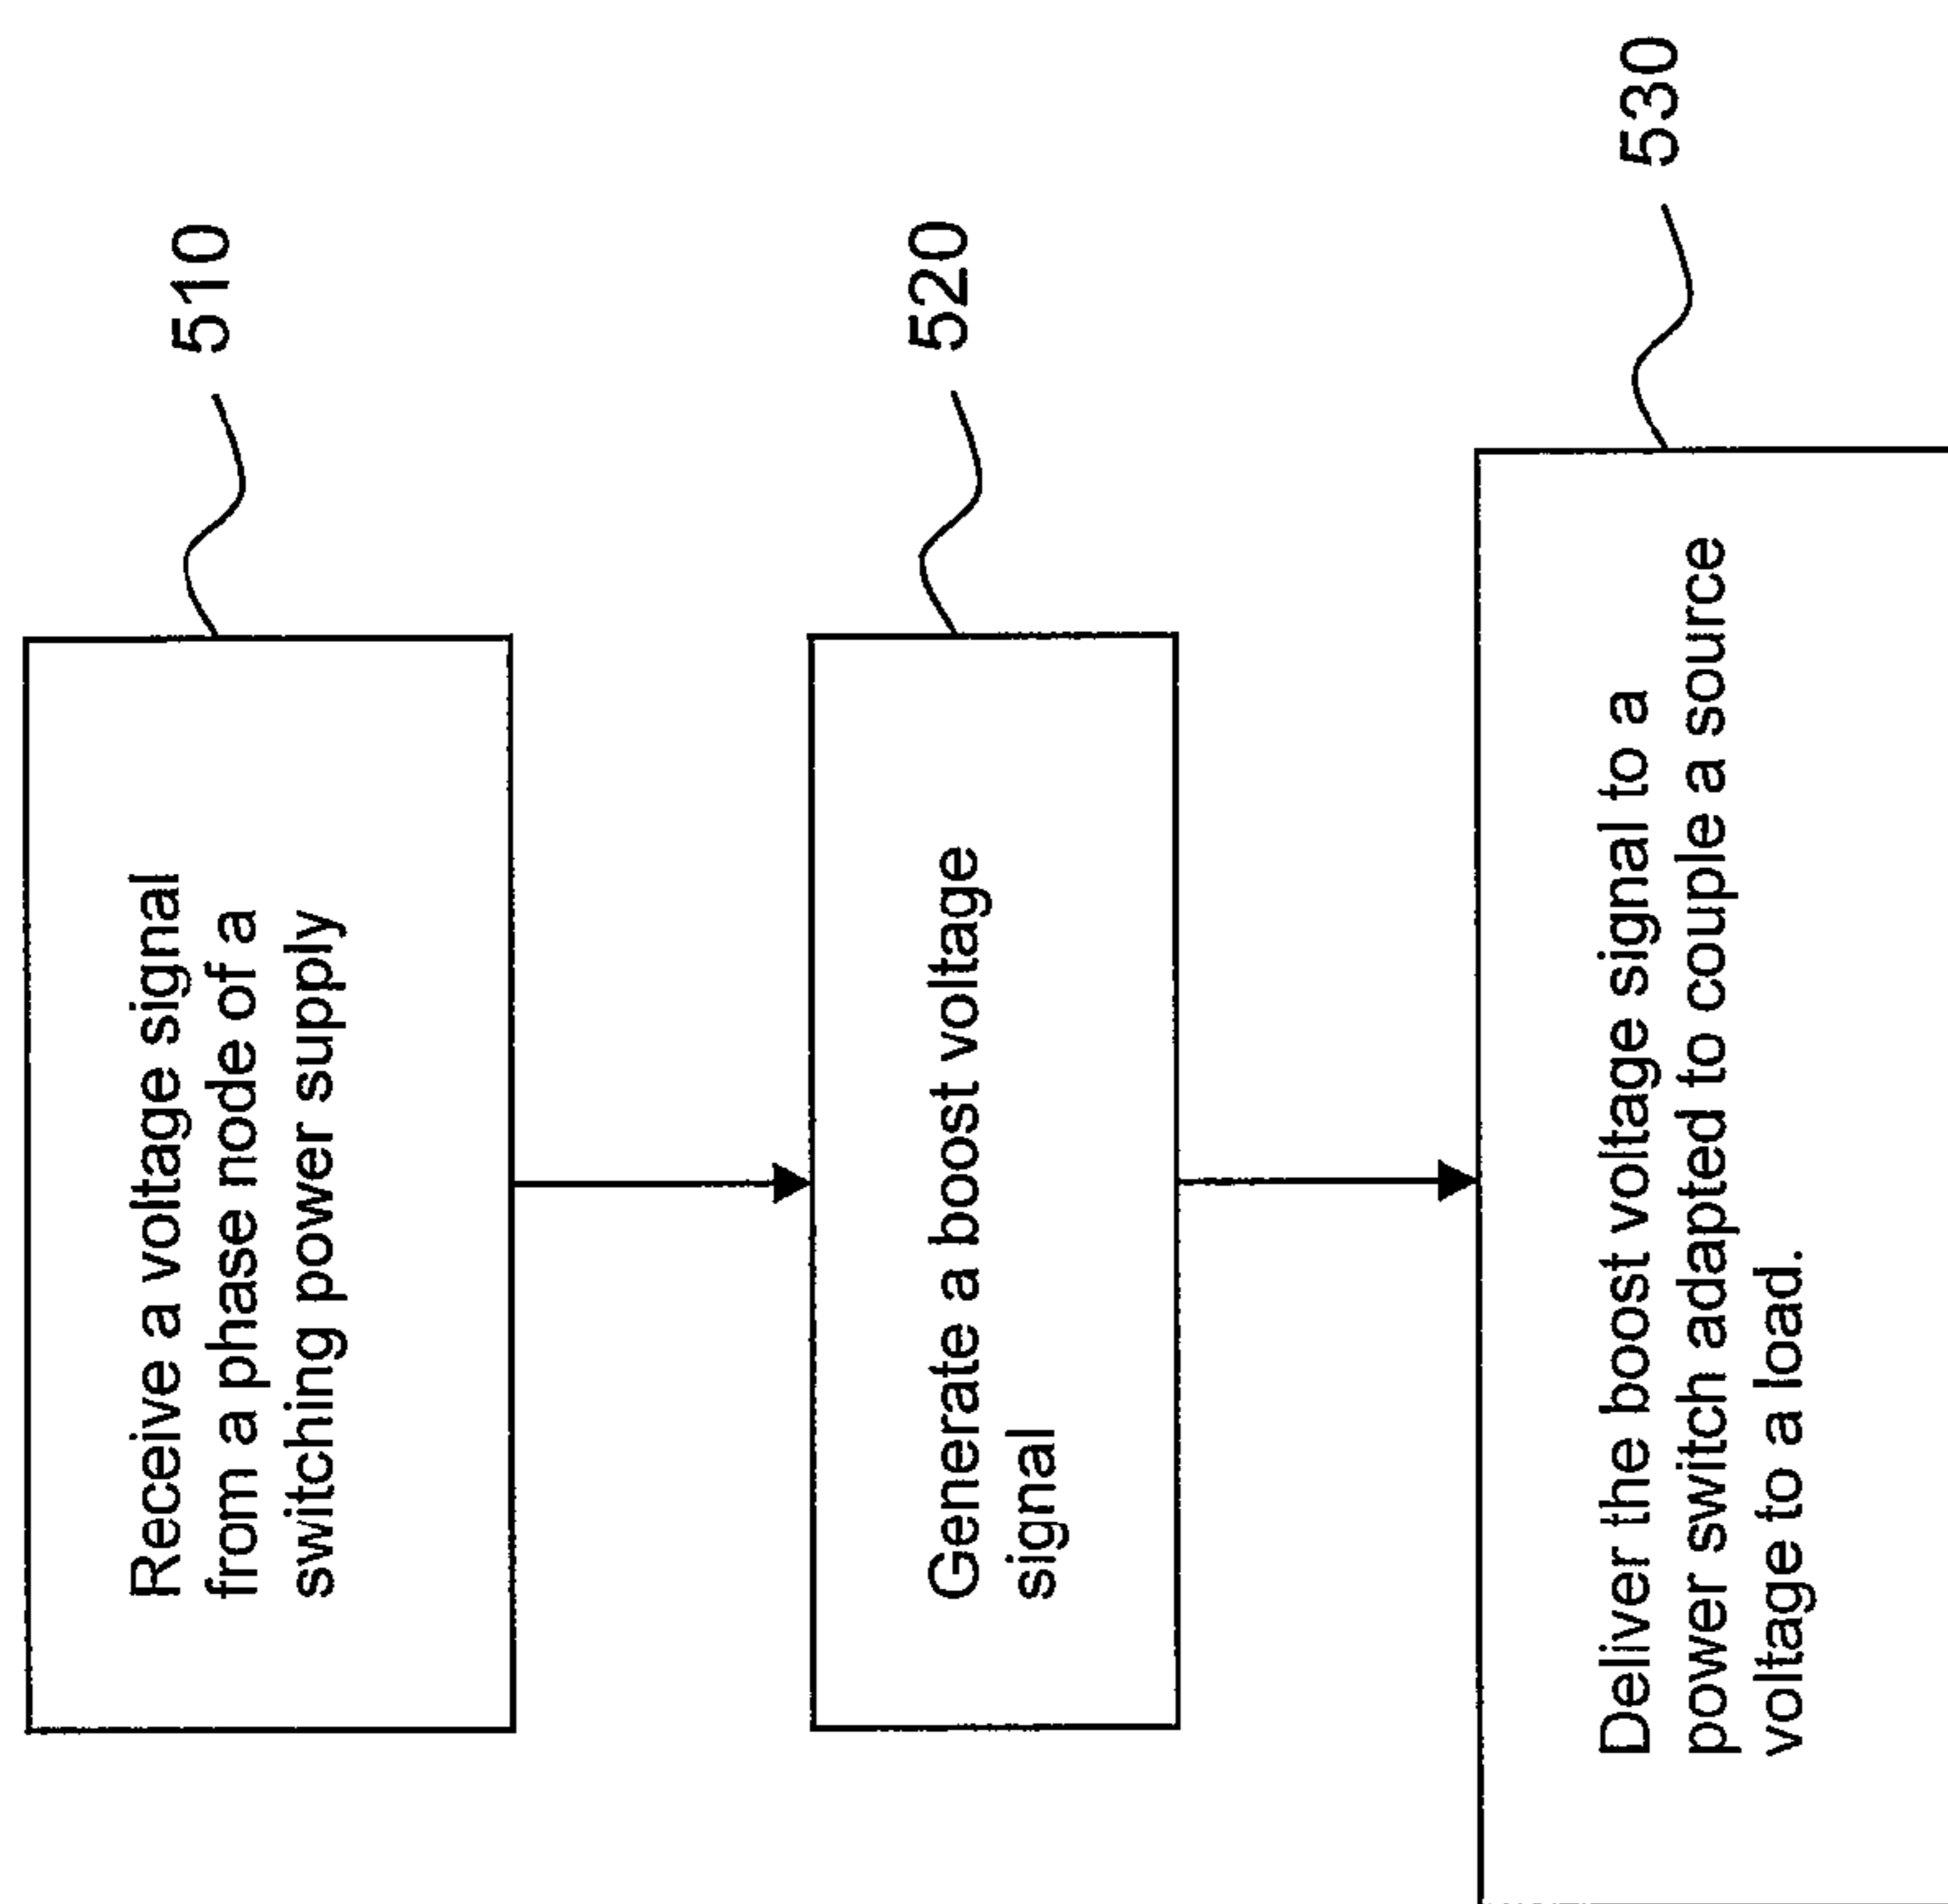 Receive a voltage signal
from a phase node of a
switching power supply
510
Generate a boost voltage
signal
520
Deliver the boost voltage signal to a
power switch adapted to couple a source
voltage to a load.
530